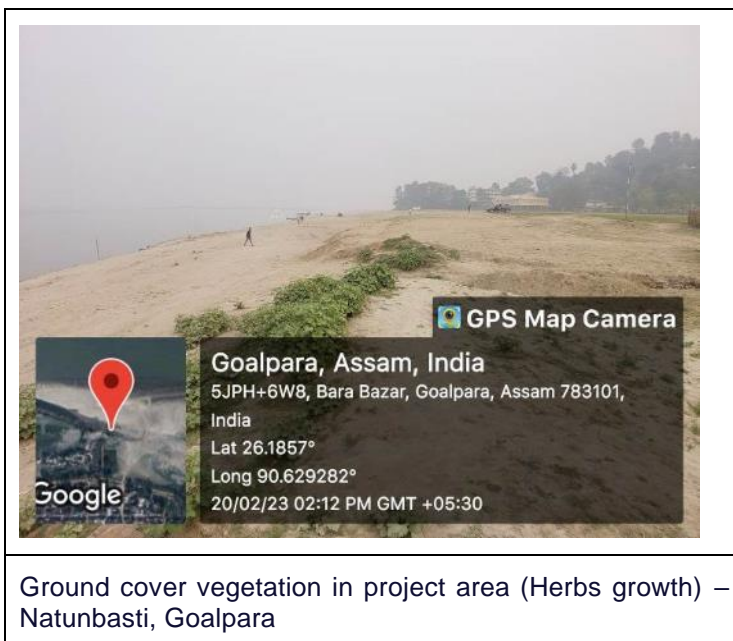 GPS Map Camera
Goalpara, Assam, India
5JPH+6W8, Bara Bazar, Goalpara, Assam 783101,
India
Lat 26.1857°
Long 90.629282°
20/02/23 02:12 PM GMT +05:30
Google
Ground cover vegetation in project area (Herbs growth) –
Natunbasti, Goalpara